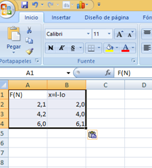 Inicio Insertar Diseño de página
Calibri 11
Pegar
N K S
Portapapeles Fuente
A1 F(N)
A B C D
1 F(N) x=l-lo
2 2,1 2,0
3 4,2 4,0
4 6,0 6,1
5
6
7
8